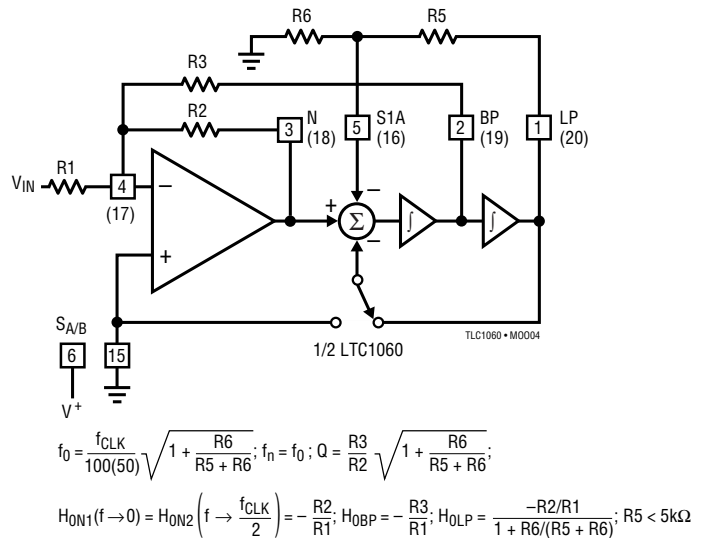 R6
R5
R3
R2
N
3
(18)
S1A
5
(16)
BP
2
(19)
LP
1
(20)
R1
V_IN
4
(17)
−
+
+
Σ
−
−
∫
∫
S_A/B
6
15
V+
1/2 LTC1060
TLC1060 • MOO04
f_0 = f_CLK / 100(50) √(1 + R6 / (R5 + R6)); f_n = f_0 ; Q = R3 / R2 √(1 + R6 / (R5 + R6));
H_0N1(f → 0) = H_0N2(f → f_CLK / 2) = − R2 / R1; H_0BP = − R3 / R1; H_0LP = −R2/R1 / (1 + R6/(R5 + R6)); R5 < 5kΩ